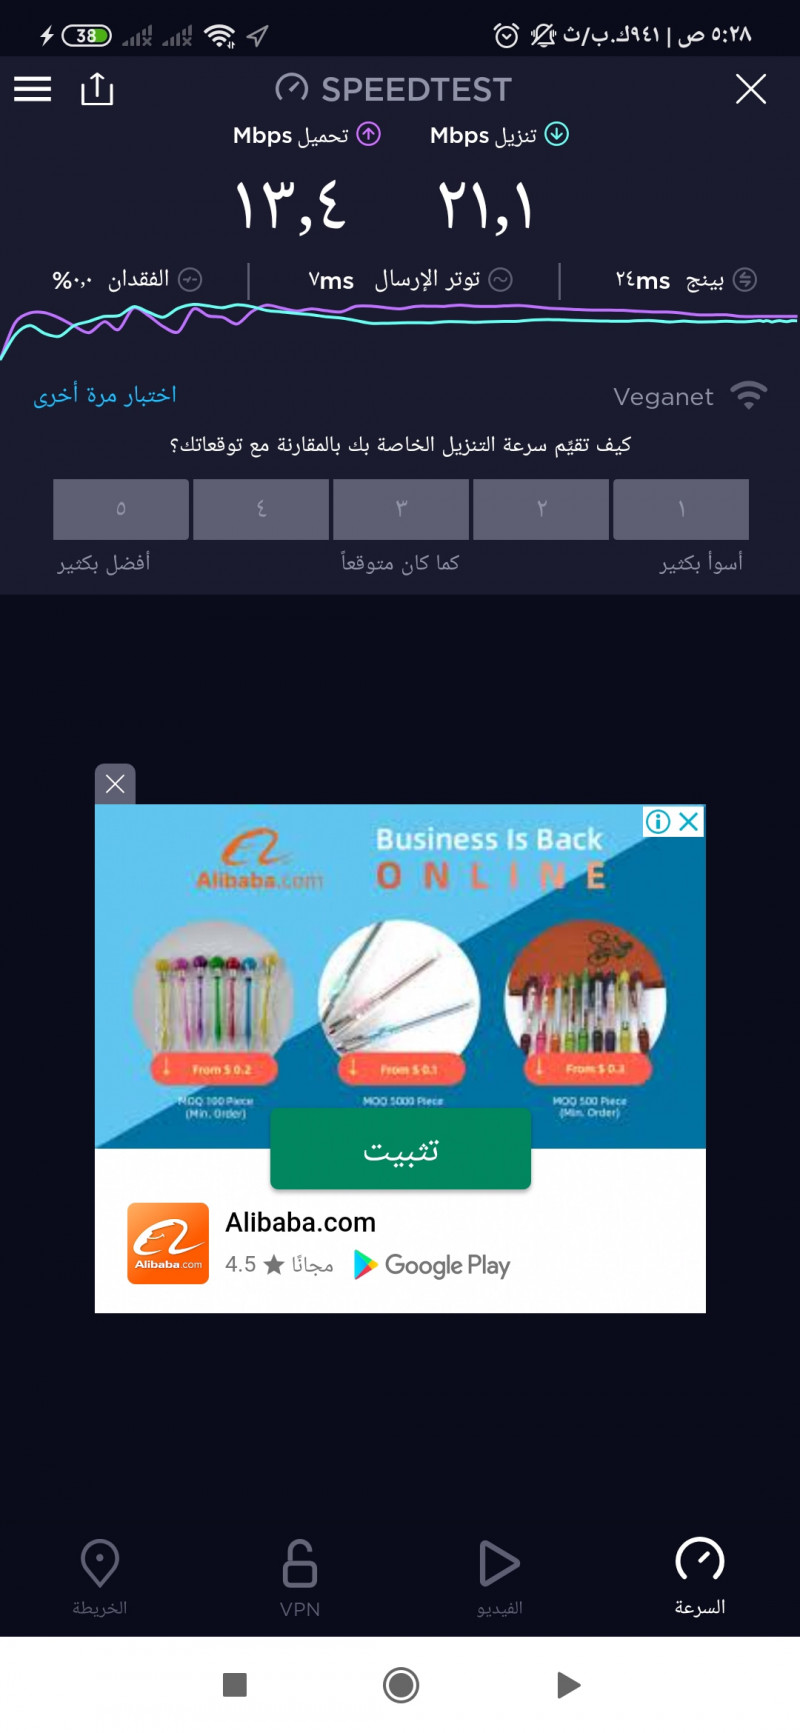 ٥:٢٨ ص | ٩٤١ك.ب/ث
38
SPEEDTEST
تنزيل Mbps
تحميل Mbps
٢١,١
١٣,٤
بينج ٢٤ms
توتر الإرسال ٧ms
الفقدان ٠,٠%
Veganet
اختبار مرة أخرى
كيف تقيِّم سرعة التنزيل الخاصة بك بالمقارنة مع توقعاتك؟
١ ٢ ٣ ٤ ٥
أسوأ بكثير
كما كان متوقعاً
أفضل بكثير
Alibaba.com
Business Is Back
ONLINE
From $ 0.2
From $ 0.1
From $ 0.3
MOQ 100 Piece
(Min. Order)
MOQ 5000 Piece
MOQ 500 Piece
(Min. Order)
تثبيت
Alibaba.com
Alibaba.com
4.5 ★ مجانًا
Google Play
السرعة
الفيديو
VPN
الخريطة